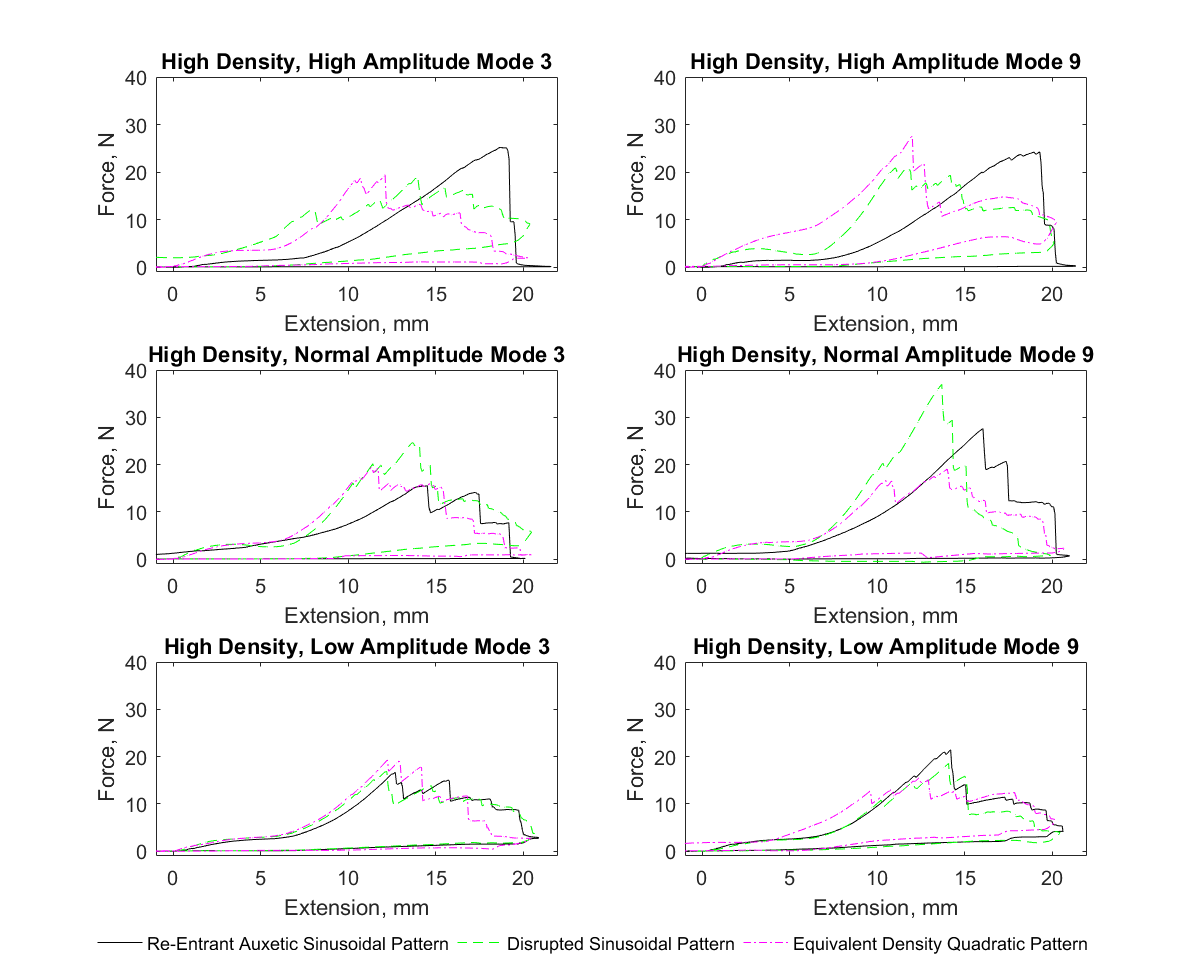 High Density, High Amplitude Mode 3
40
30
20
10
0
Force, N
0 5 10 15 20
Extension, mm
High Density, High Amplitude Mode 9
40
30
20
10
0
Force, N
0 5 10 15 20
Extension, mm
High Density, Normal Amplitude Mode 3
40
30
20
10
0
Force, N
0 5 10 15 20
Extension, mm
High Density, Normal Amplitude Mode 9
40
30
20
10
0
Force, N
0 5 10 15 20
Extension, mm
High Density, Low Amplitude Mode 3
40
30
20
10
0
Force, N
0 5 10 15 20
Extension, mm
High Density, Low Amplitude Mode 9
40
30
20
10
0
Force, N
0 5 10 15 20
Extension, mm
Re-Entrant Auxetic Sinusoidal Pattern Disrupted Sinusoidal Pattern Equivalent Density Quadratic Pattern